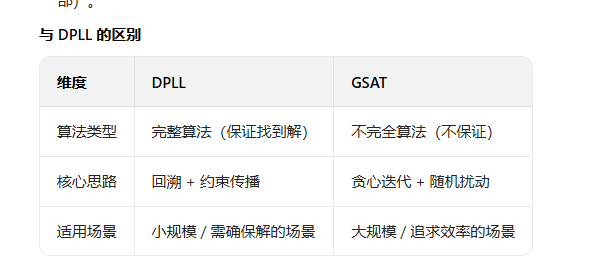 部）。
与 DPLL 的区别
维度 DPLL GSAT
算法类型 完整算法（保证找到解） 不完全算法（不保证）
核心思路 回溯 + 约束传播 贪心迭代 + 随机扰动
适用场景 小规模 / 需确保解的场景 大规模 / 追求效率的场景